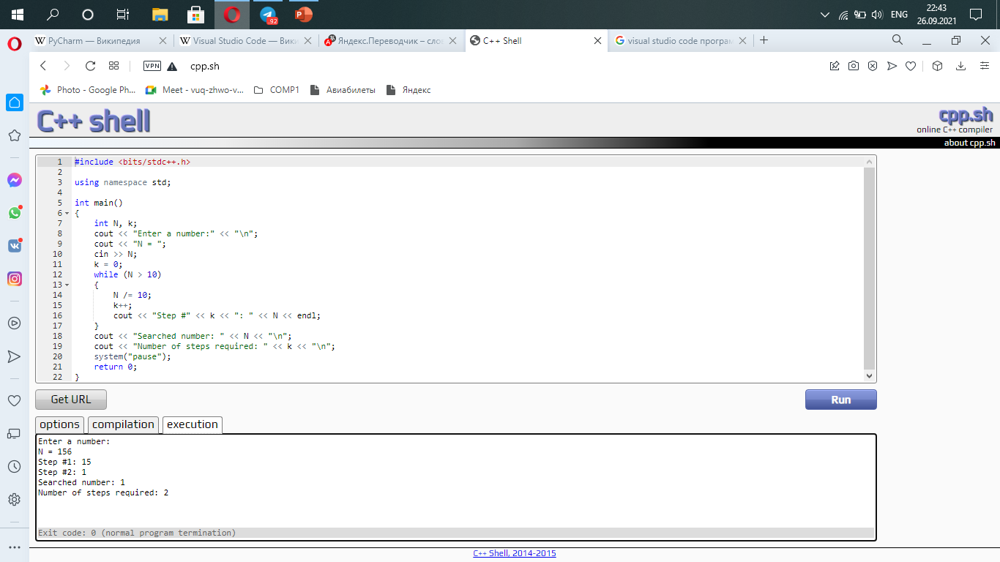 ENG
22:43
26.09.2021
92
PyCharm — Википедия
Visual Studio Code — Вики
Яндекс.Переводчик – слов
C++ Shell
visual studio code програм
VPN
cpp.sh
Photo - Google Ph...
Meet - vuq-zhwo-v...
COMP1
Авиабилеты
Яндекс
C++ shell
cpp.sh
online C++ compiler
about cpp.sh
1 #include <bits/stdc++.h>
2
3 using namespace std;
4
5 int main()
6 {
7 int N, k;
8 cout << "Enter a number:" << "\n";
9 cout << "N = ";
10 cin >> N;
11 k = 0;
12 while (N > 10)
13 {
14 N /= 10;
15 k++;
16 cout << "Step #" << k << ": " << N << endl;
17 }
18 cout << "Searched number: " << N << "\n";
19 cout << "Number of steps required: " << k << "\n";
20 system("pause");
21 return 0;
22 }
Get URL
Run
options
compilation
execution
Enter a number:
N = 156
Step #1: 15
Step #2: 1
Searched number: 1
Number of steps required: 2
Exit code: 0 (normal program termination)
C++ Shell, 2014-2015